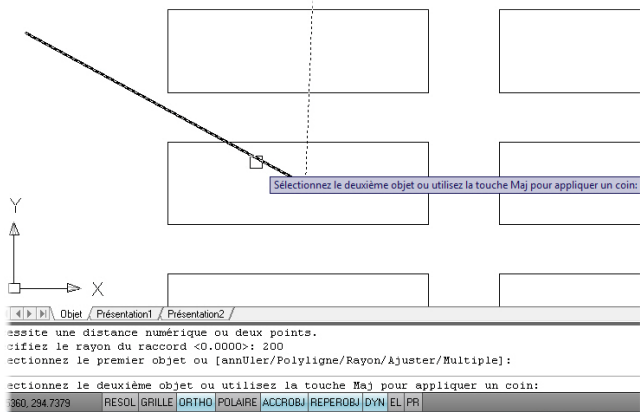 Sélectionnez le deuxième objet ou utilisez la touche Maj pour appliquer un coin:
Y
X
Objet Présentation1 Présentation2
essite une distance numérique ou deux points.
cifiez le rayon du raccord <0.0000>: 200
ectionnez le premier objet ou [annUler/Polyligne/Rayon/Ajuster/Multiple]:
ectionnez le deuxième objet ou utilisez la touche Maj pour appliquer un coin:
360, 294.7379 RESOL GRILLE ORTHO POLAIRE ACCROBJ REPEROBJ DYN EL PR